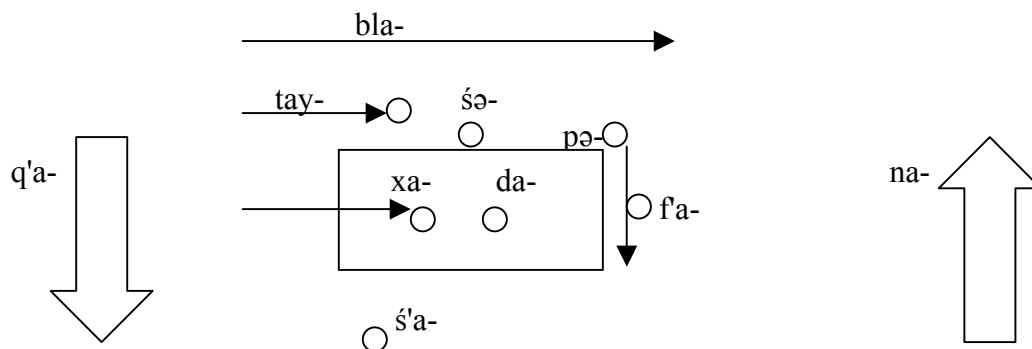 bla-
tay- śə- pə-
q'a- xa- da- f'a- na-
ś'a-